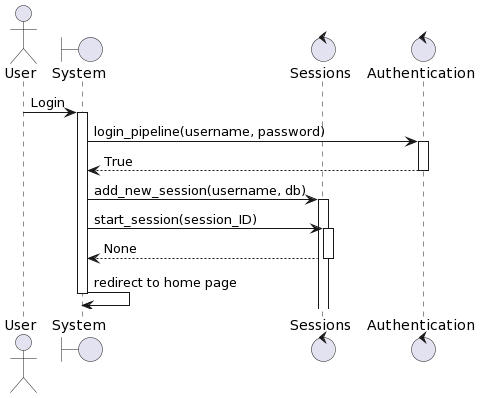 User System Sessions Authentication
Login
login_pipeline(username, password)
True
add_new_session(username, db)
start_session(session_ID)
None
redirect to home page
User System Sessions Authentication